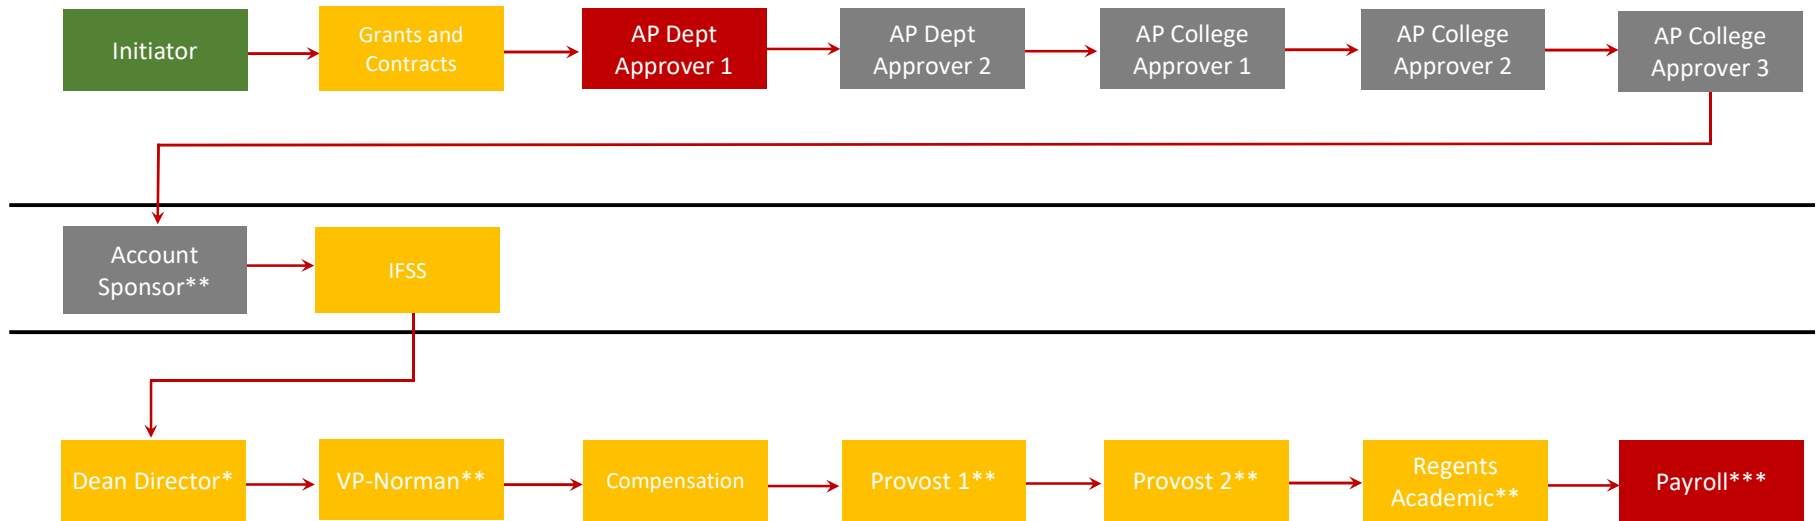 Initiator
Grants and
Contracts
AP Dept
Approver 1
AP Dept
Approver 2
AP College
Approver 1
AP College
Approver 2
AP College
Approver 3
Account
Sponsor**
IFSS
Dean Director*
VP-Norman**
Compensation
Provost 1**
Provost 2**
Regents
Academic**
Payroll***